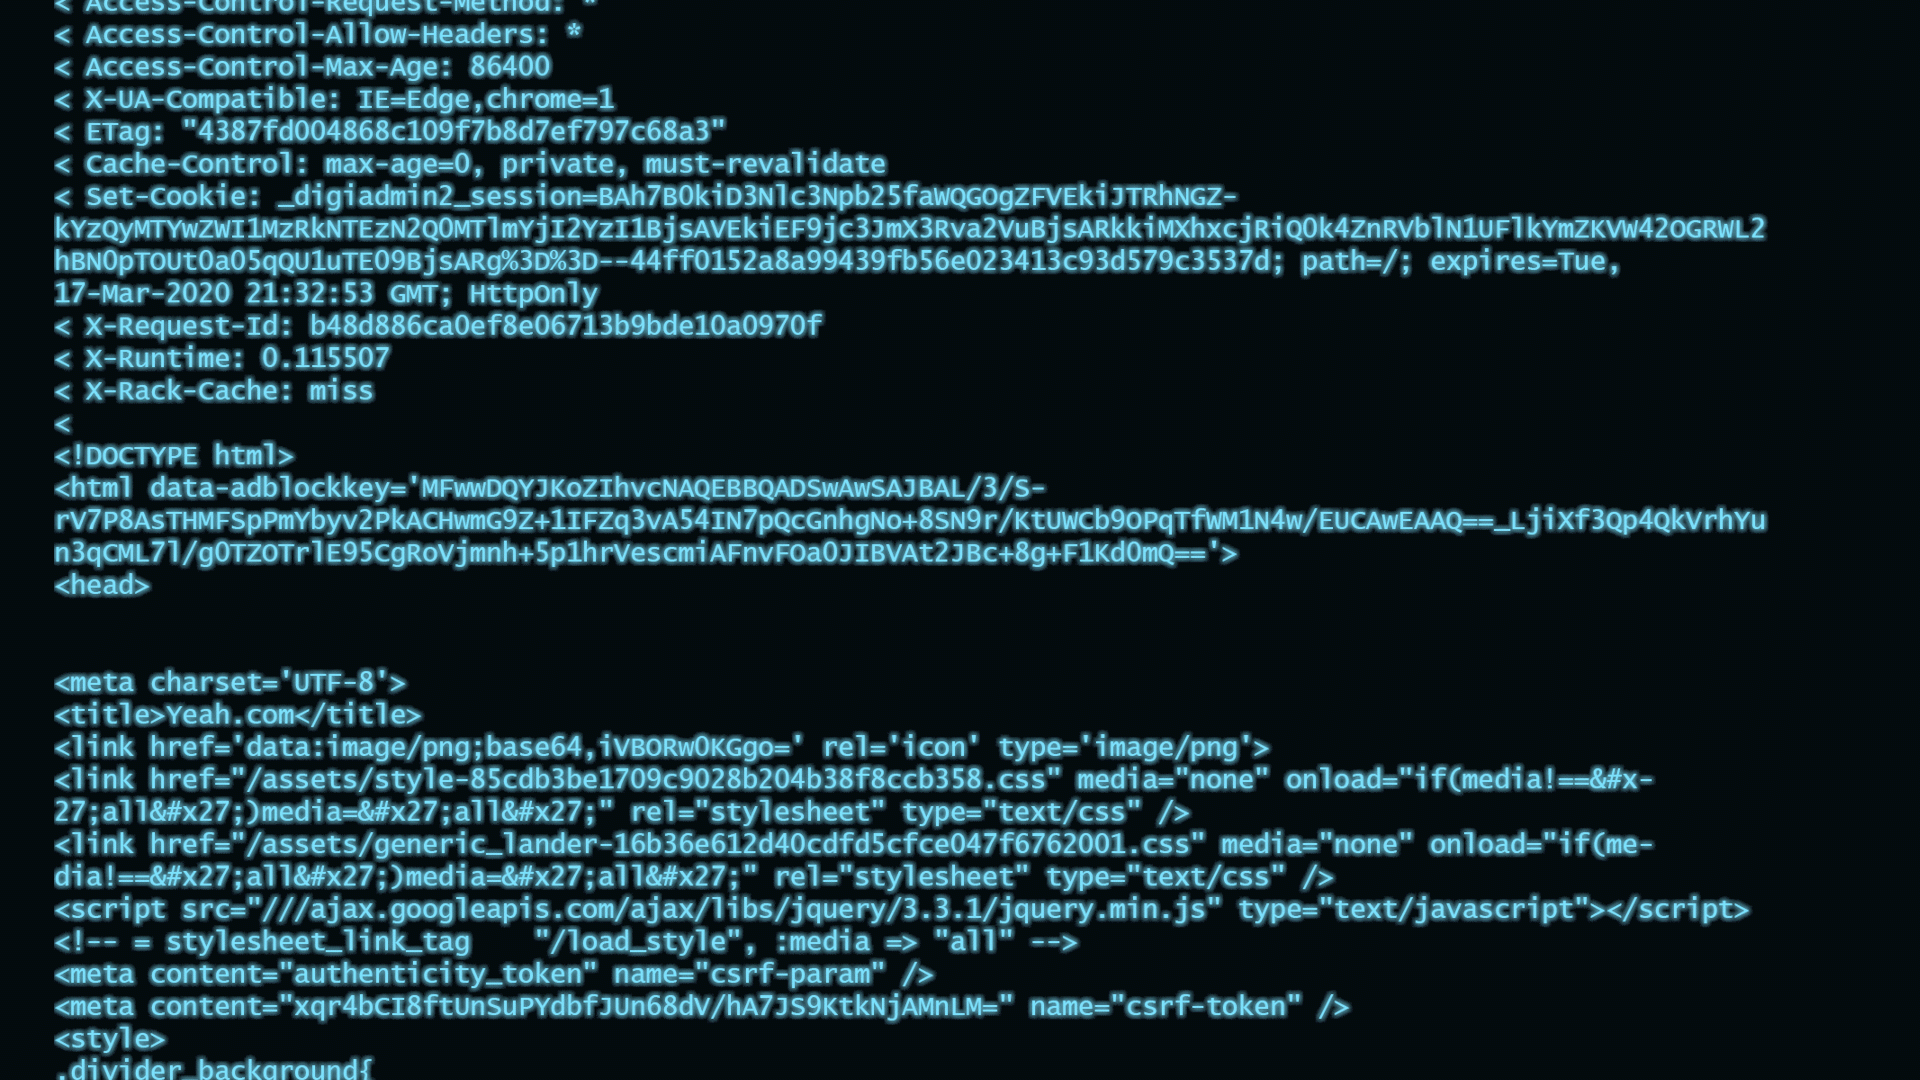 < Access-Control-Request-Method: *
< Access-Control-Allow-Headers: *
< Access-Control-Max-Age: 86400
< X-UA-Compatible: IE=Edge,chrome=1
< ETag: "4387fd004868c109f7b8d7ef797c68a3"
< Cache-Control: max-age=0, private, must-revalidate
< Set-Cookie: _digiadmin2_session=BAh7B0kiD3Nlc3Npb25faWQGOgZFVEkiJTRhNGZ-
kYzQyMTYwZWI1MzRkNTEzN2Q0MTlmYjI2YzI1BjsAVEkiEF9jc3JmX3Rva2VuBjsARkkiMXhxcjRiQ0k4ZnRVblN1UFlkYmZKVW42OGRWL2
hBN0pTOUt0a05qQU1uTE09BjsARg%3D%3D--44ff0152a8a99439fb56e023413c93d579c3537d; path=/; expires=Tue,
17-Mar-2020 21:32:53 GMT; HttpOnly
< X-Request-Id: b48d886ca0ef8e06713b9bde10a0970f
< X-Runtime: 0.115507
< X-Rack-Cache: miss
<
<!DOCTYPE html>
<html data-adblockkey='MFwwDQYJKoZIhvcNAQEBBQADSwAwSAJBAL/3/S-
rV7P8AsTHMFSpPmYbyv2PkACHwmG9Z+1IFZq3vA54IN7pQcGnhgNo+8SN9r/KtUWCb9OPqTfWM1N4w/EUCAwEAAQ==_LjiXf3Qp4QkVrhYu
n3qCML7l/g0TZOTrlE95CgRoVjmnh+5p1hrVescmiAFnvFOa0JIBVAt2JBc+8g+F1Kd0mQ=='>
<head>
<meta charset='UTF-8'>
<title>Yeah.com</title>
<link href='data:image/png;base64,iVBORw0KGgo=' rel='icon' type='image/png'>
<link href="/assets/style-85cdb3be1709c9028b204b38f8ccb358.css" media="none" onload="if(media!==&#x-
27;all&#x27;)media=&#x27;all&#x27;" rel="stylesheet" type="text/css" />
<link href="/assets/generic_lander-16b36e612d40cdfd5cfce047f6762001.css" media="none" onload="if(me-
dia!==&#x27;all&#x27;)media=&#x27;all&#x27;" rel="stylesheet" type="text/css" />
<script src="///ajax.googleapis.com/ajax/libs/jquery/3.3.1/jquery.min.js" type="text/javascript"></script>
<!-- = stylesheet_link_tag    "/load_style", :media => "all" -->
<meta content="authenticity_token" name="csrf-param" />
<meta content="xqr4bCI8ftUnSuPYdbfJUn68dV/hA7JS9KtkNjAMnLM=" name="csrf-token" />
<style>
.divider_background{